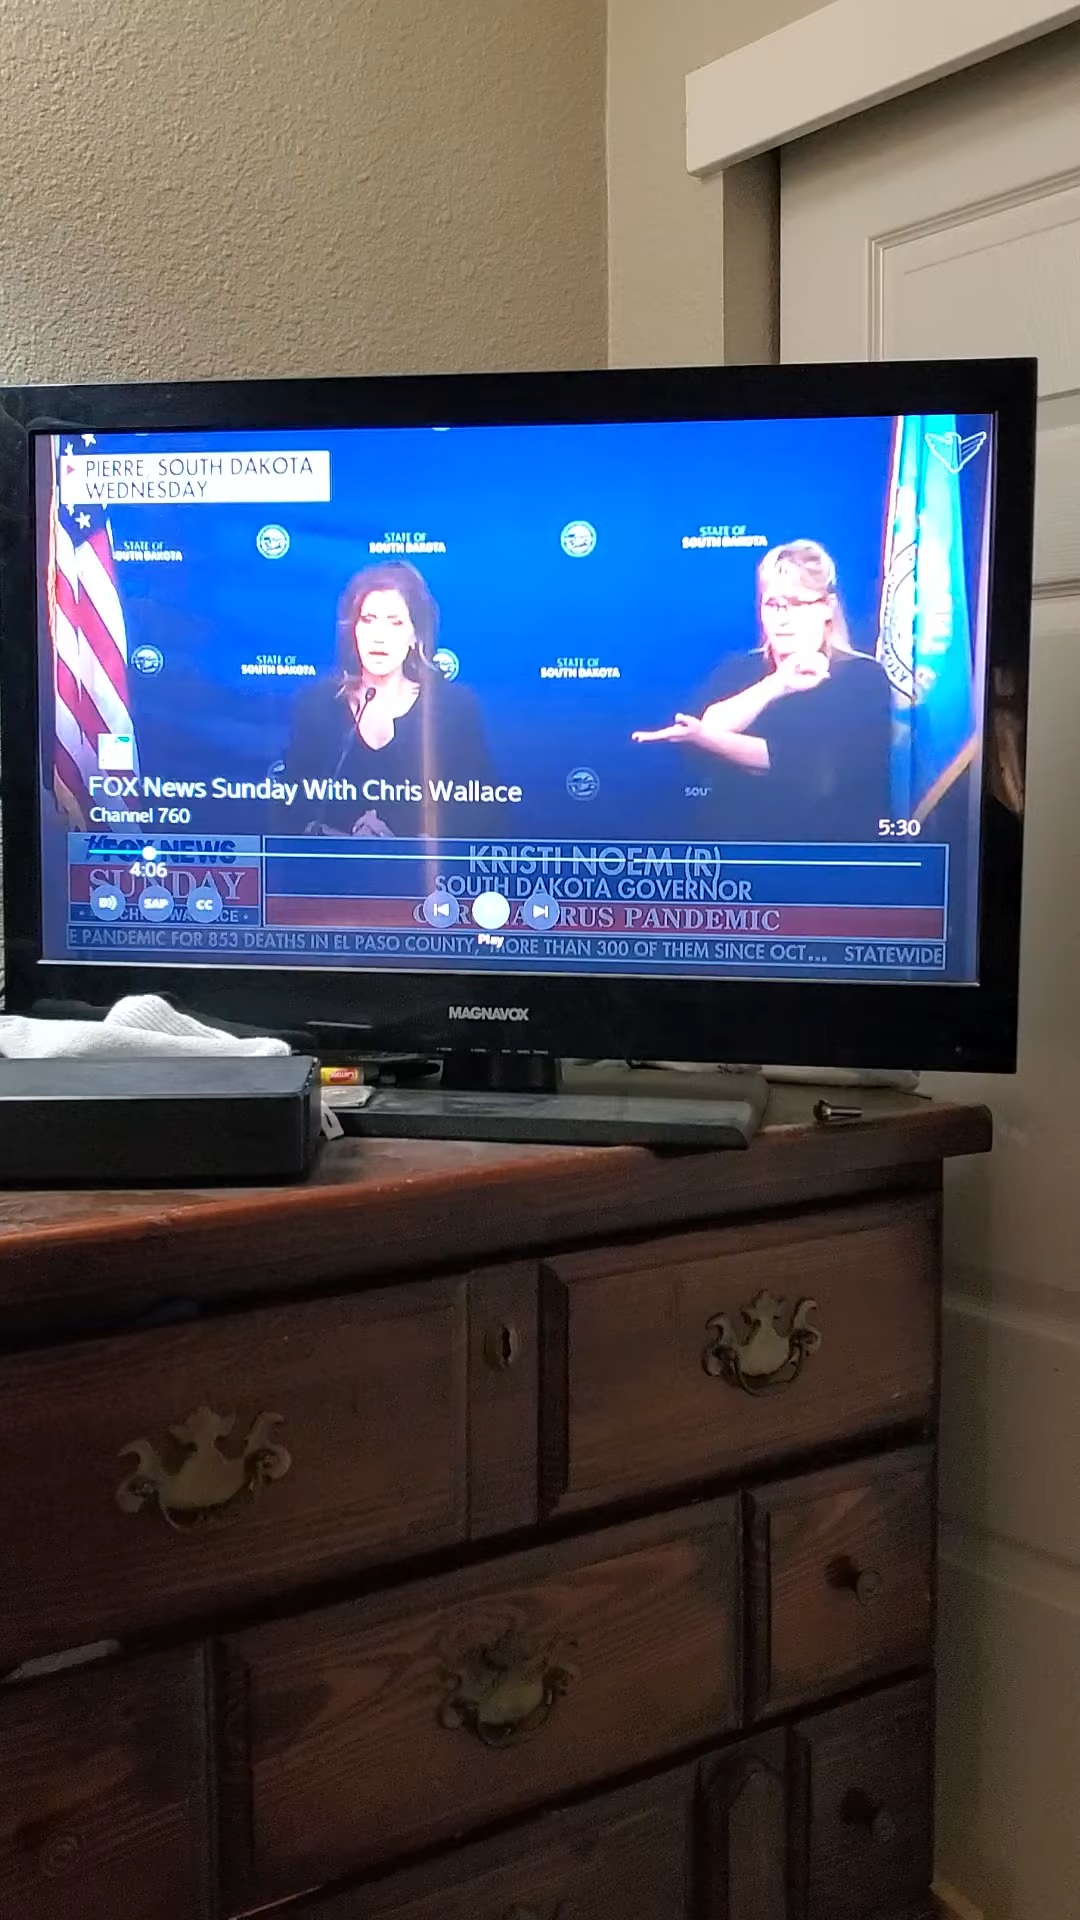 PIERRE, SOUTH DAKOTA
WEDNESDAY
STATE OF
SOUTH DAKOTA
STATE OF
SOUTH DAKOTA
STATE OF
SOUTH DAKOTA
STATE OF
SOUTH DAKOTA
STATE OF
SOUTH DAKOTA
SOU
FOX News Sunday With Chris Wallace
Channel 760
5:30
4:06
FOX NEWS
SUNDAY
KRISTI NOEM (R)
SOUTH DAKOTA GOVERNOR
PANDEMIC
SAP
CC
Play
E PANDEMIC FOR 853 DEATHS IN EL PASO COUNTY, MORE THAN 300 OF THEM SINCE OCT... STATEWIDE
MAGNAVOX